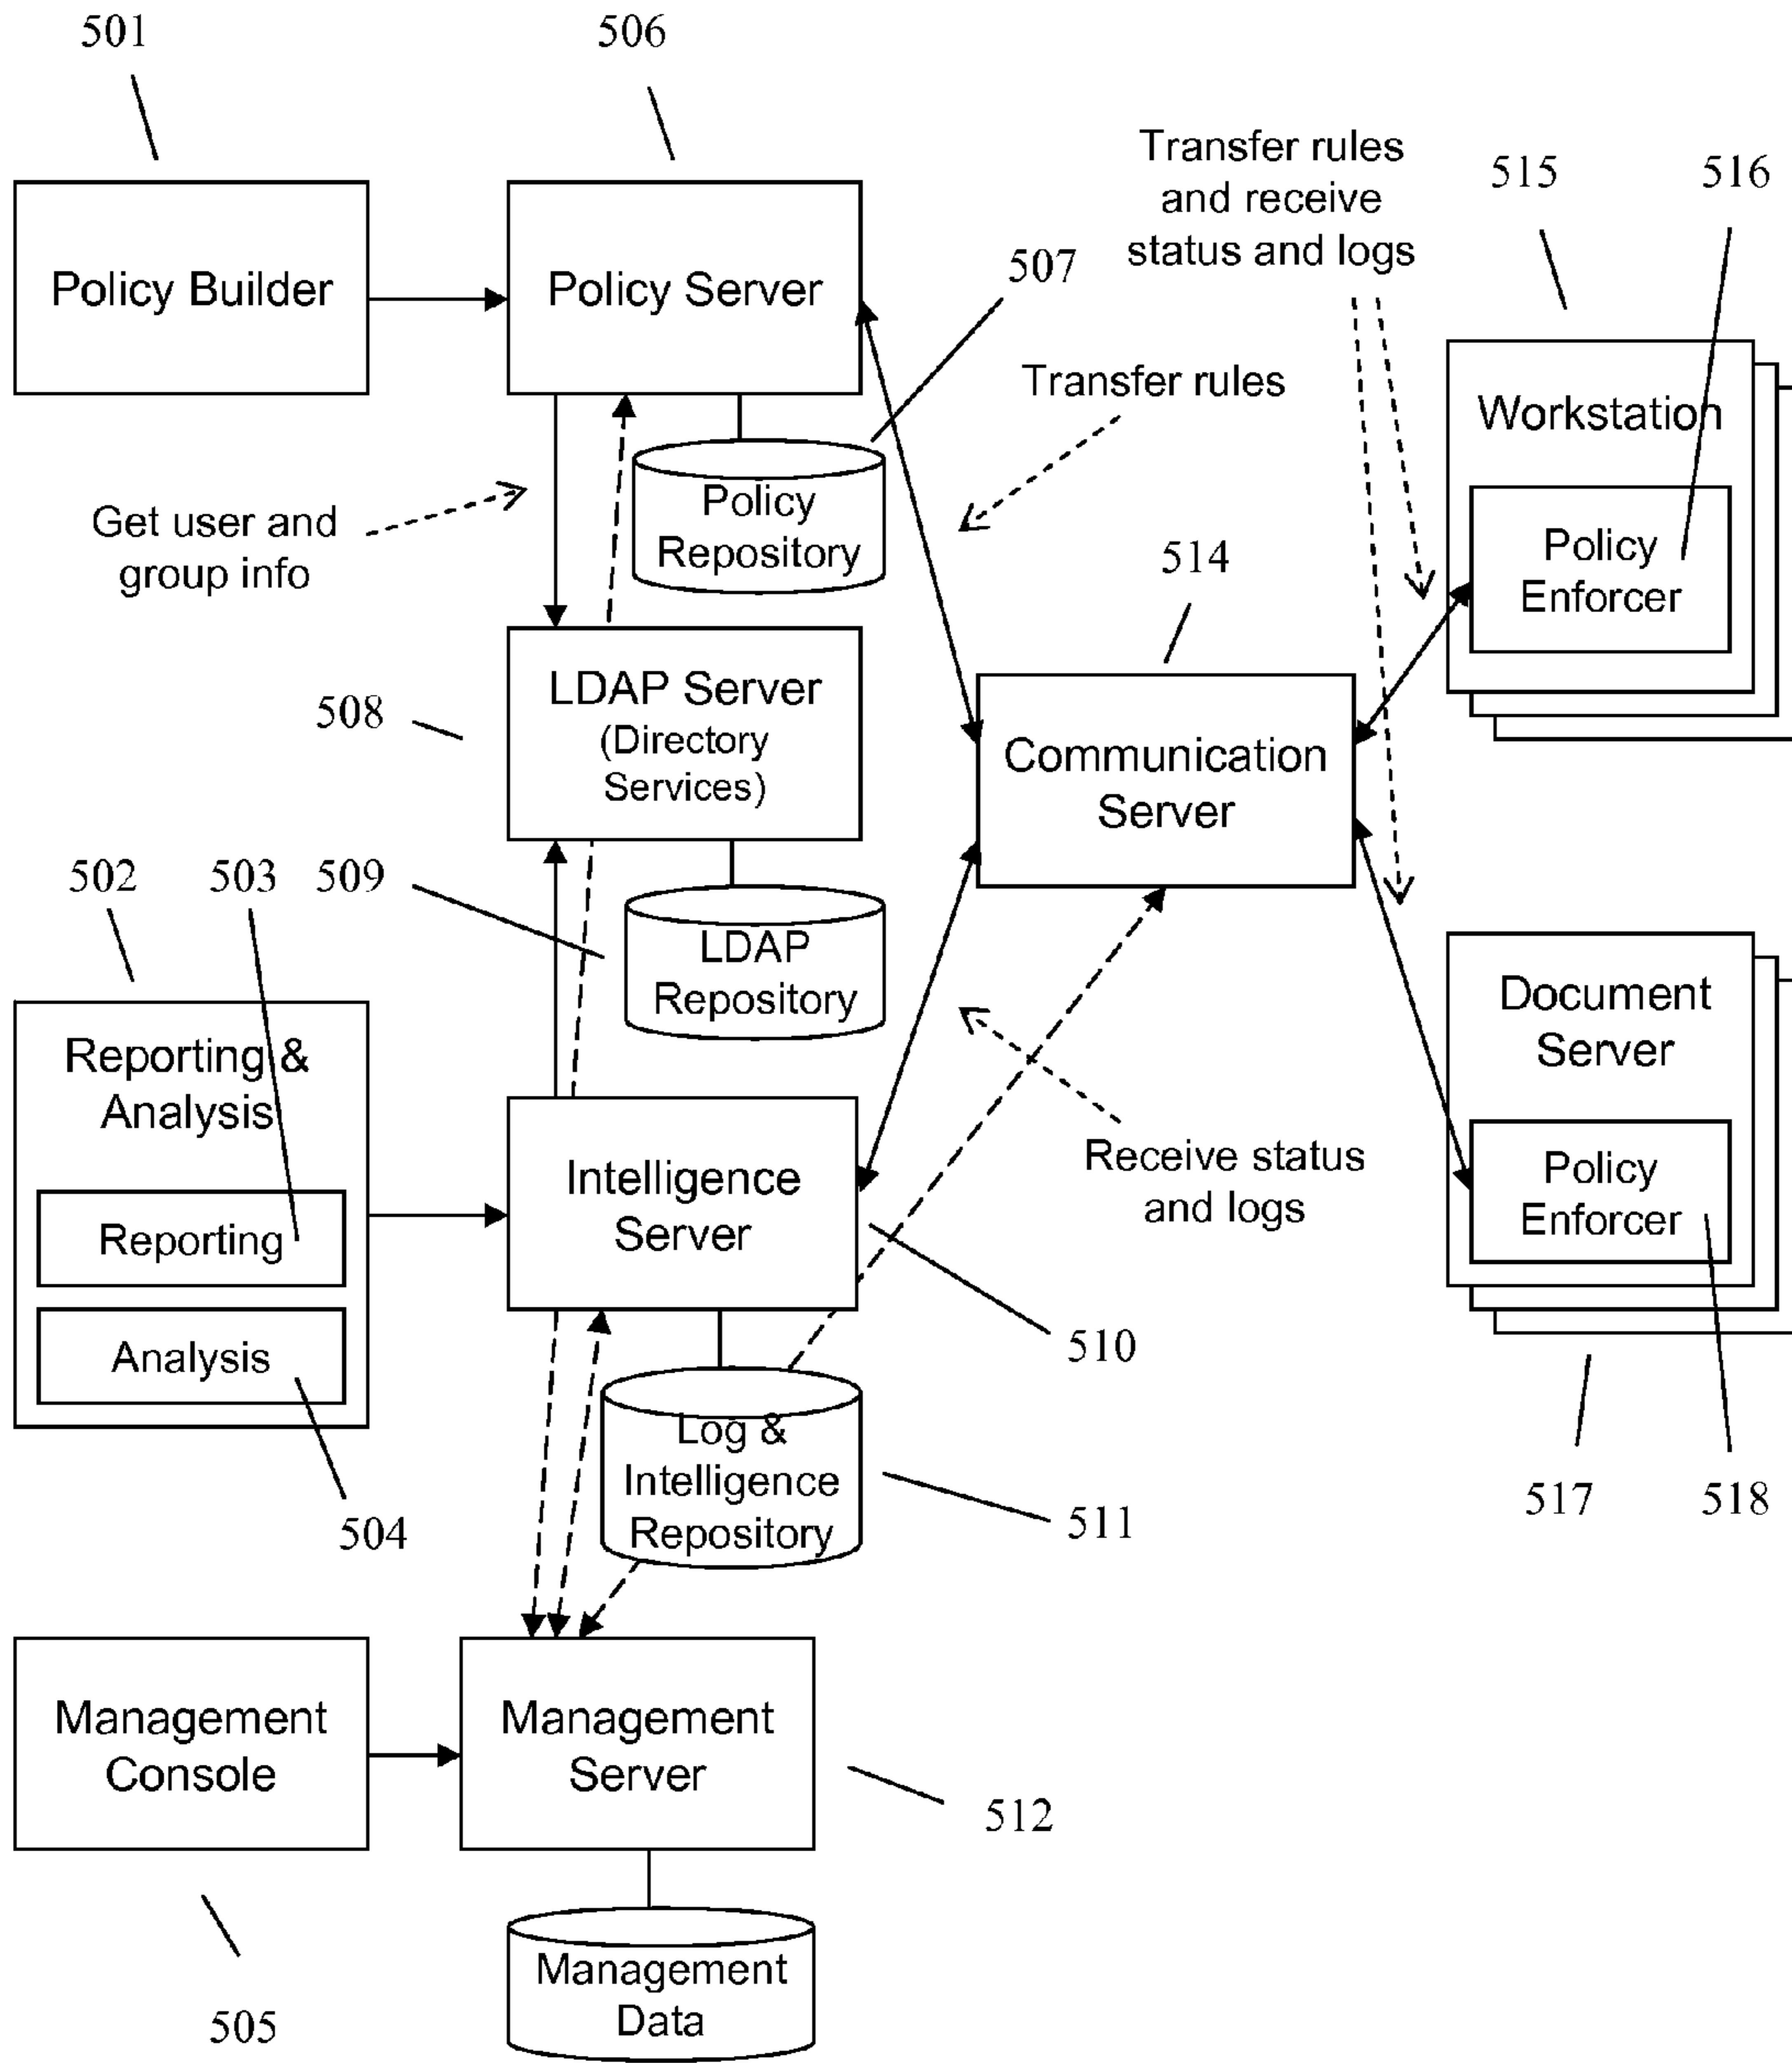 501
506
Transfer rules
and receive
status and logs
515
516
Policy Builder
Policy Server
507
Transfer rules
Workstation
Policy
Enforcer
Get user and
group info
Policy
Repository
514
508
LDAP Server
(Directory
Services)
Communication
Server
502
503
509
LDAP
Repository
Document
Server
Policy
Enforcer
Reporting &
Analysis
Reporting
Analysis
Intelligence
Server
Receive status
and logs
510
504
Log &
Intelligence
Repository
511
517
518
Management
Console
Management
Server
512
505
Management
Data